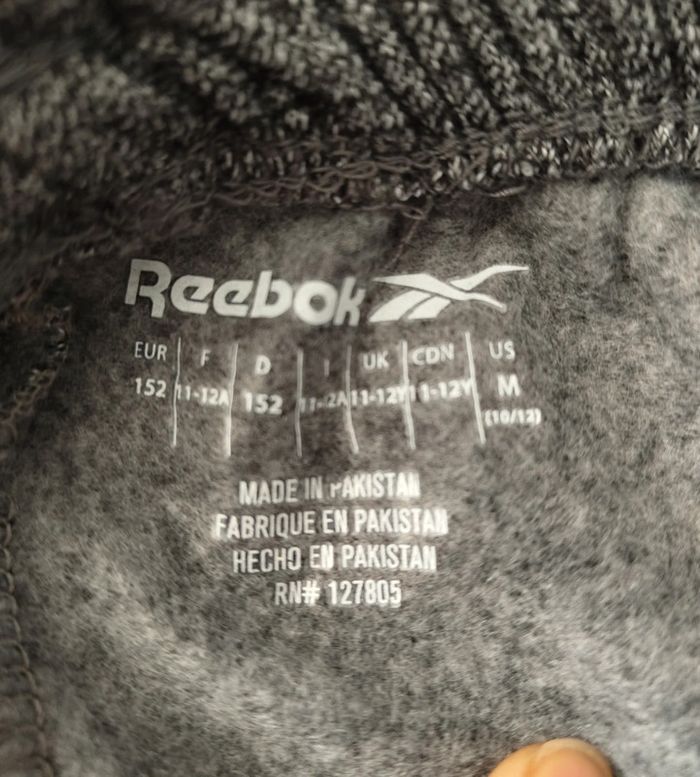 Reebok
EUR F D I UK CDN US
152 11-12A 152 11-12A 11-12Y 11-12Y M
(10/12)
MADE IN PAKISTAN
FABRIQUE EN PAKISTAN
HECHO EN PAKISTAN
RN# 127805